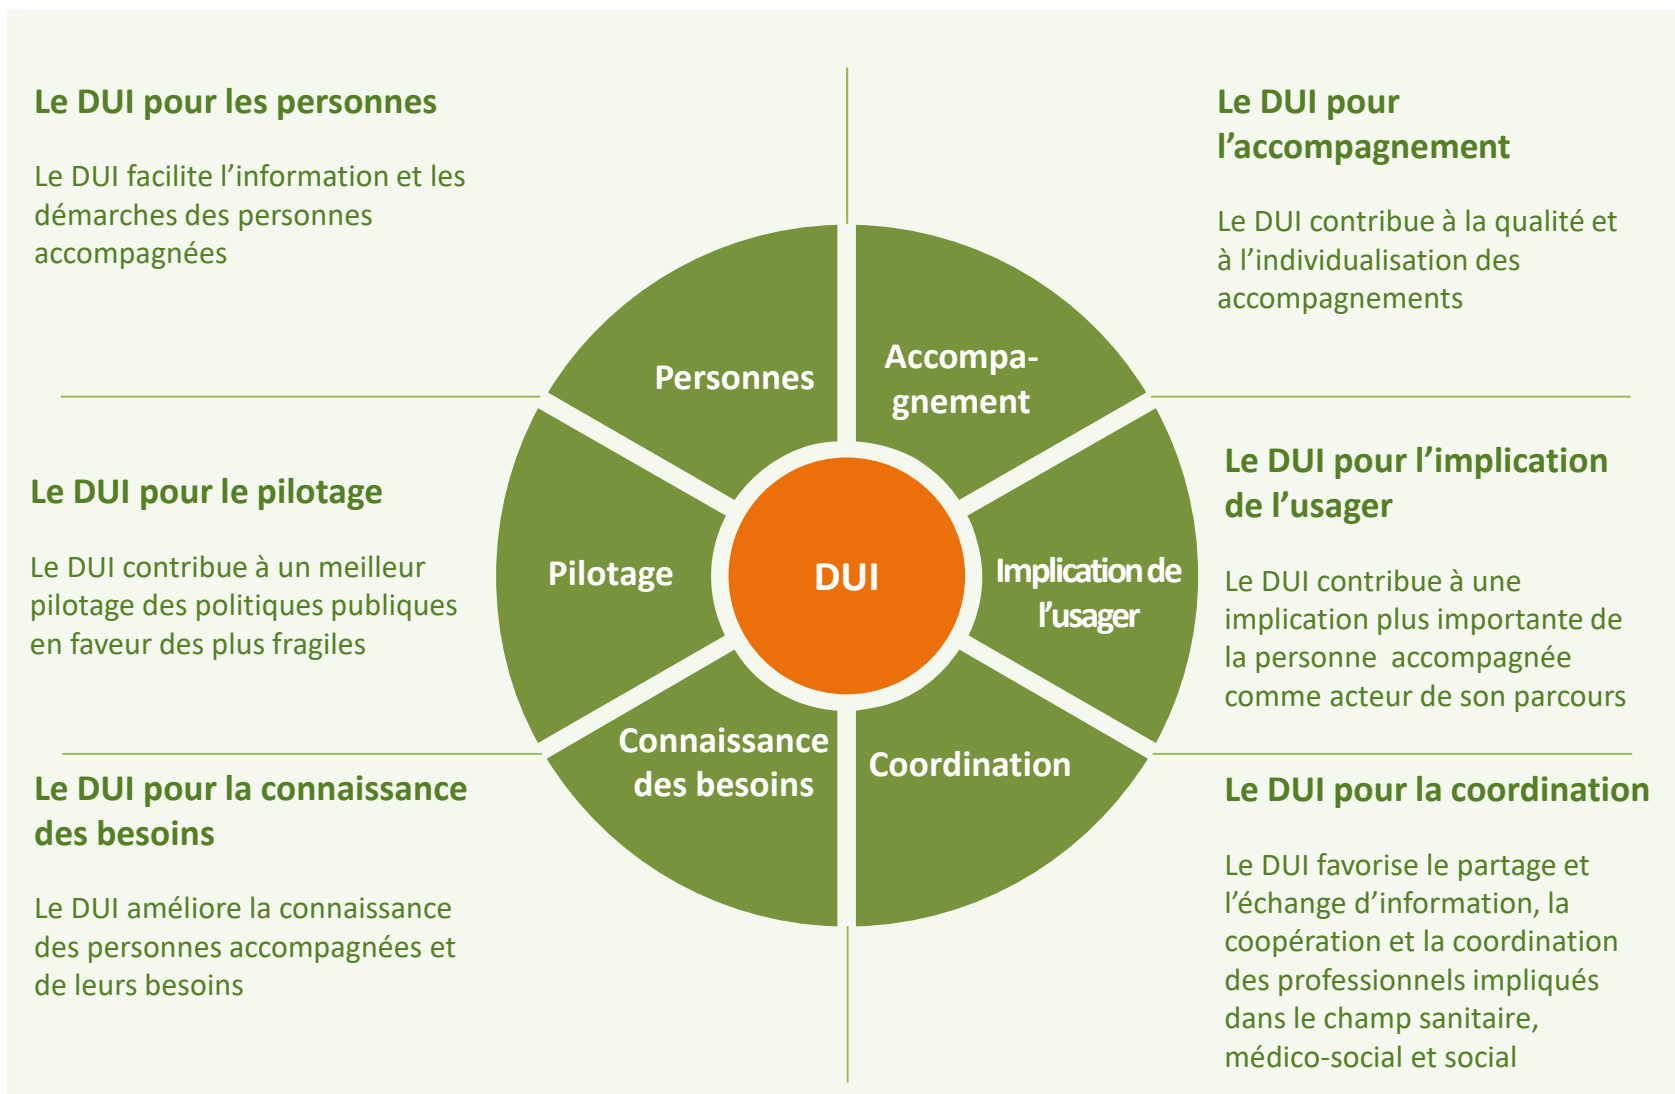 Le DUI pour les personnes
Le DUI facilite l’information et les
démarches des personnes
accompagnées
Le DUI pour
l’accompagnement
Le DUI contribue à la qualité et
à l’individualisation des
accompagnements
Personnes
Accompa-
gnement
Le DUI pour le pilotage
Le DUI contribue à un meilleur
pilotage des politiques publiques
en faveur des plus fragiles
Pilotage
DUI
Implication de
l’usager
Le DUI pour l’implication
de l’usager
Le DUI contribue à une
implication plus importante de
la personne  accompagnée
comme acteur de son parcours
Connaissance
des besoins
Coordination
Le DUI pour la connaissance
des besoins
Le DUI améliore la connaissance
des personnes accompagnées et
de leurs besoins
Le DUI pour la coordination
Le DUI favorise le partage et
l’échange d’information, la
coopération et la coordination
des professionnels impliqués
dans le champ sanitaire,
médico-social et social